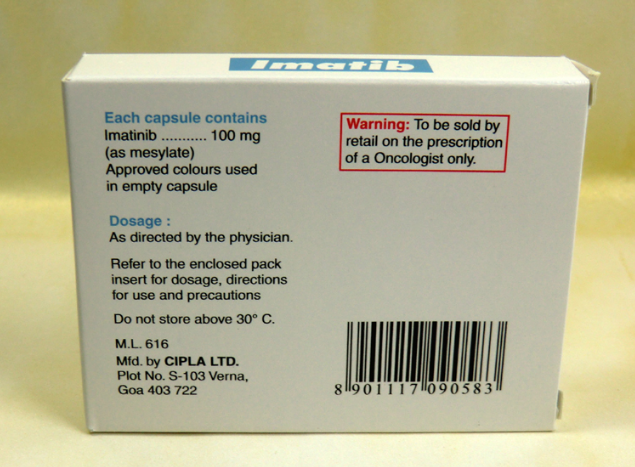 Imatib
Each capsule contains
Imatinib ........... 100 mg
(as mesylate)
Approved colours used
in empty capsule
Warning: To be sold by
retail on the prescription
of a Oncologist only.
Dosage :
As directed by the physician.
Refer to the enclosed pack
insert for dosage, directions
for use and precautions
Do not store above 30° C.
M.L. 616
Mfd. by CIPLA LTD.
Plot No. S-103 Verna,
Goa 403 722
8 901117 090583